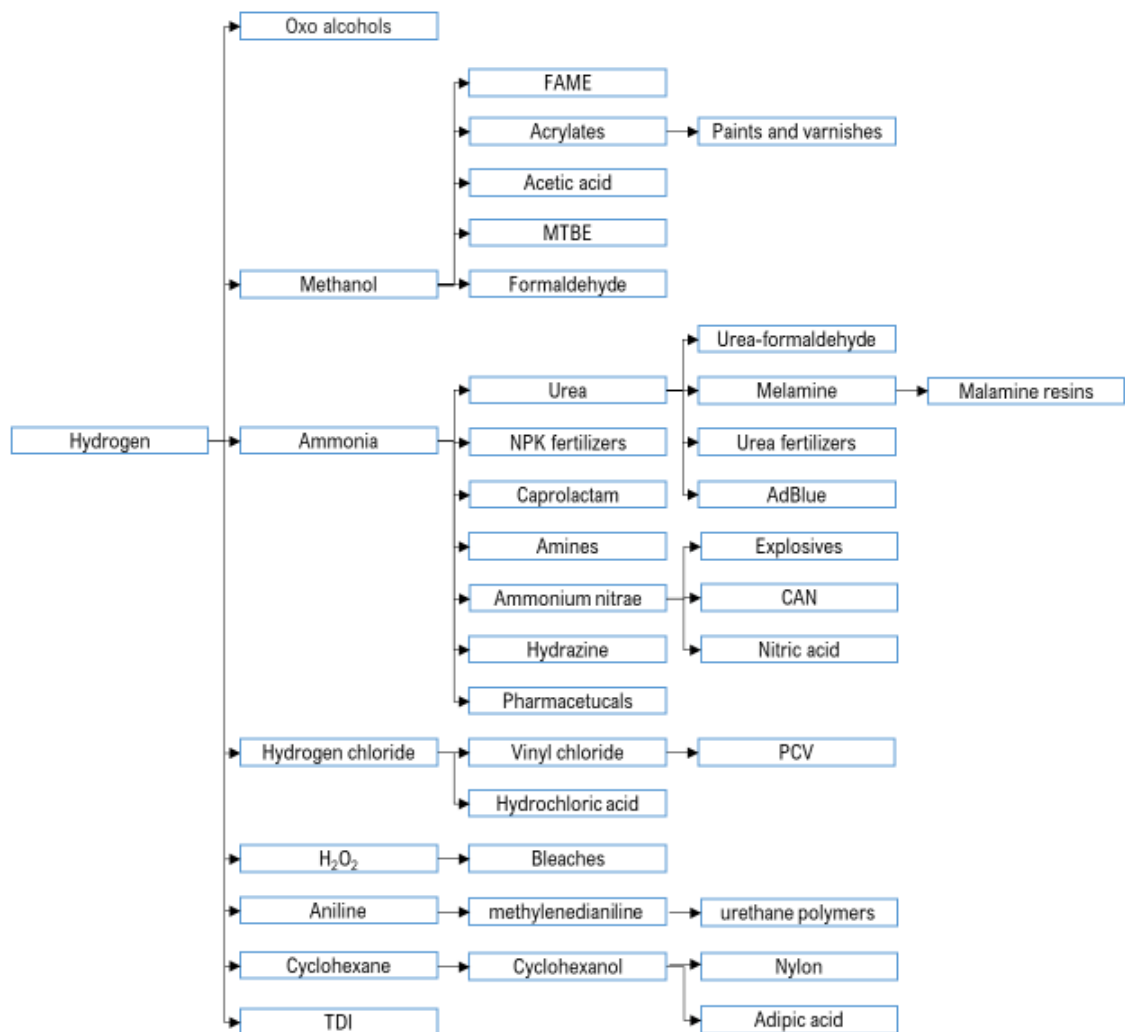 Oxo alcohols
FAME
Acrylates
Paints and varnishes
Acetic acid
MTBE
Methanol
Formaldehyde
Urea-formaldehyde
Urea
Melamine
Malamine resins
Hydrogen
Ammonia
NPK fertilizers
Urea fertilizers
Caprolactam
AdBlue
Amines
Explosives
Ammonium nitrae
CAN
Hydrazine
Nitric acid
Pharmacetucals
Hydrogen chloride
Vinyl chloride
PCV
Hydrochloric acid
H₂O₂
Bleaches
Aniline
methylenedianiline
urethane polymers
Cyclohexane
Cyclohexanol
Nylon
TDI
Adipic acid